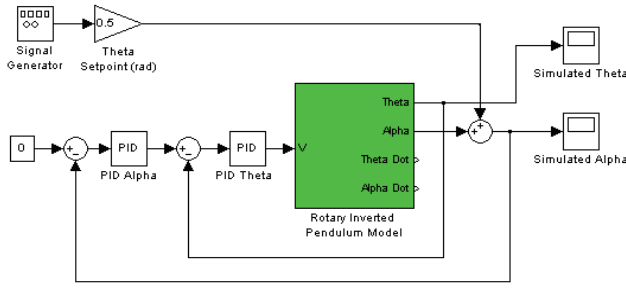 0.5
Signal
Generator
Theta
Setpoint (rad)
Simulated Theta
Theta
Alpha
Theta Dot
Alpha Dot
V
0
PID
PID Alpha
PID
PID Theta
Simulated Alpha
Rotary Inverted
Pendulum Model